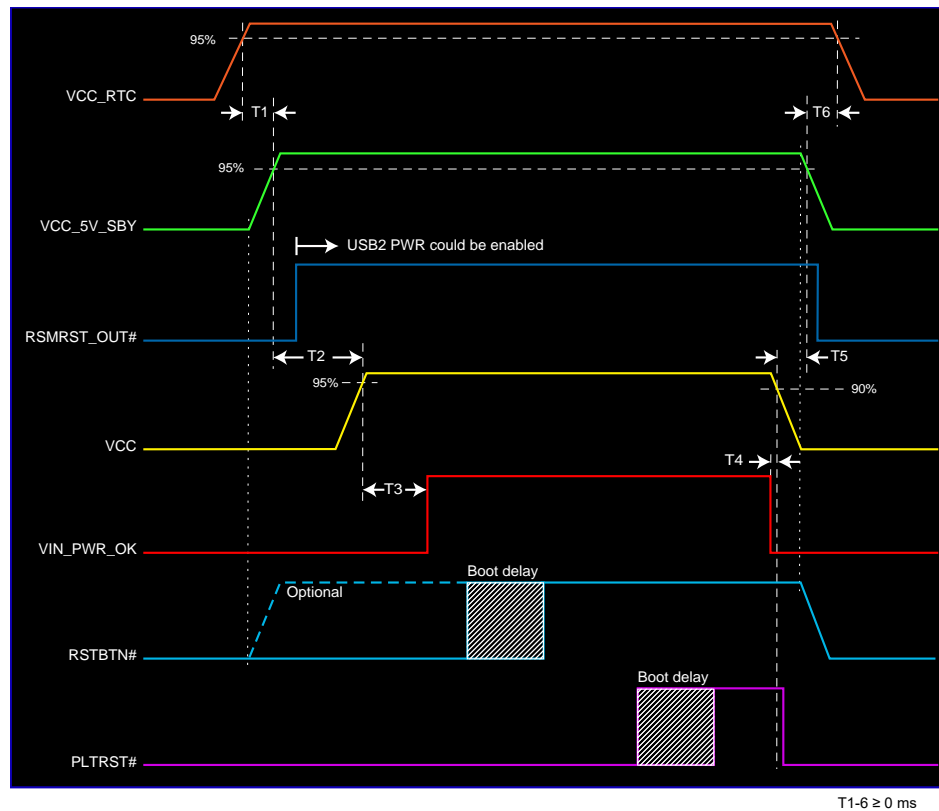 95%
VCC_RTC
T1
T6
95%
VCC_5V_SBY
USB2 PWR could be enabled
RSMRST_OUT#
T2
T5
95%
90%
VCC
T4
T3
VIN_PWR_OK
Boot delay
Optional
RSTBTN#
Boot delay
PLTRST#
T1-6 ≥ 0 ms